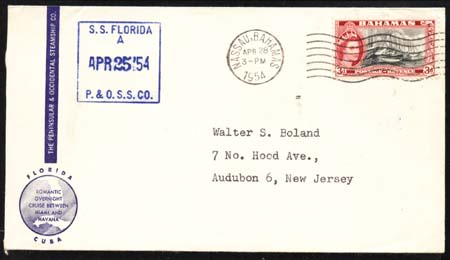 S.S. FLORIDA
A
APR 25 '54
P. & O. S.S. CO.
THE PENINSULAR & OCCIDENTAL STEAMSHIP CO.
NASSAU, BAHAMAS
APR 28
3-PM
1954
BAHAMAS
3d
3d
Walter S. Boland
7 No. Hood Ave.,
Audubon 6, New Jersey
FLORIDA
ROMANTIC
OVERNIGHT
CRUISE BETWEEN
MIAMI AND
HAVANA
CUBA